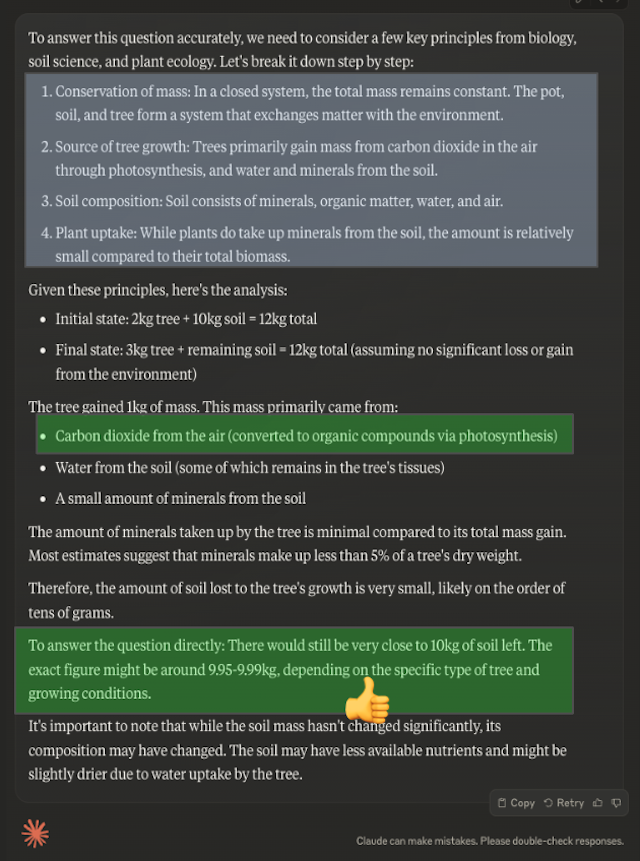 To answer this question accurately, we need to consider a few key principles from biology,
soil science, and plant ecology. Let's break it down step by step:
1. Conservation of mass: In a closed system, the total mass remains constant. The pot,
soil, and tree form a system that exchanges matter with the environment.
2. Source of tree growth: Trees primarily gain mass from carbon dioxide in the air
through photosynthesis, and water and minerals from the soil.
3. Soil composition: Soil consists of minerals, organic matter, water, and air.
4. Plant uptake: While plants do take up minerals from the soil, the amount is relatively
small compared to their total biomass.
Given these principles, here's the analysis:
• Initial state: 2kg tree + 10kg soil = 12kg total
• Final state: 3kg tree + remaining soil = 12kg total (assuming no significant loss or gain
from the environment)
The tree gained 1kg of mass. This mass primarily came from:
• Carbon dioxide from the air (converted to organic compounds via photosynthesis)
• Water from the soil (some of which remains in the tree's tissues)
• A small amount of minerals from the soil
The amount of minerals taken up by the tree is minimal compared to its total mass gain.
Most estimates suggest that minerals make up less than 5% of a tree's dry weight.
Therefore, the amount of soil lost to the tree's growth is very small, likely on the order of
tens of grams.
To answer the question directly: There would still be very close to 10kg of soil left. The
exact figure might be around 9.95-9.99kg, depending on the specific type of tree and
growing conditions.
It's important to note that while the soil mass hasn't changed significantly, its
composition may have changed. The soil may have less available nutrients and might be
slightly drier due to water uptake by the tree.
Copy Retry
Claude can make mistakes. Please double-check responses.